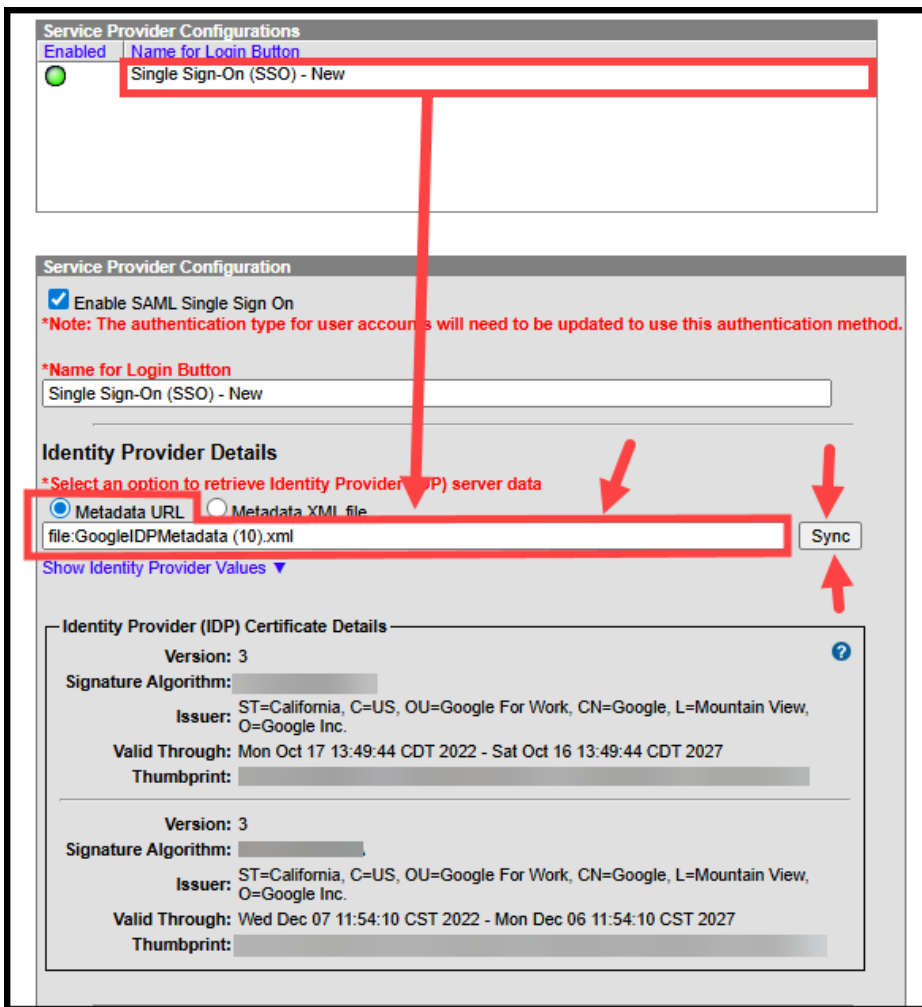 Service Provider Configurations
Enabled Name for Login Button
Single Sign-On (SSO) - New
Service Provider Configuration
Enable SAML Single Sign On
*Note: The authentication type for user accounts will need to be updated to use this authentication method.
*Name for Login Button
Single Sign-On (SSO) - New
Identity Provider Details
*Select an option to retrieve Identity Provider (IDP) server data
Metadata URL Metadata XML file
file:GoogleIDPMetadata (10).xml Sync
Show Identity Provider Values ▼
Identity Provider (IDP) Certificate Details
Version: 3 ?
Signature Algorithm:
Issuer: ST=California, C=US, OU=Google For Work, CN=Google, L=Mountain View,
O=Google Inc.
Valid Through: Mon Oct 17 13:49:44 CDT 2022 - Sat Oct 16 13:49:44 CDT 2027
Thumbprint:
Version: 3
Signature Algorithm:
Issuer: ST=California, C=US, OU=Google For Work, CN=Google, L=Mountain View,
O=Google Inc.
Valid Through: Wed Dec 07 11:54:10 CST 2022 - Mon Dec 06 11:54:10 CST 2027
Thumbprint: